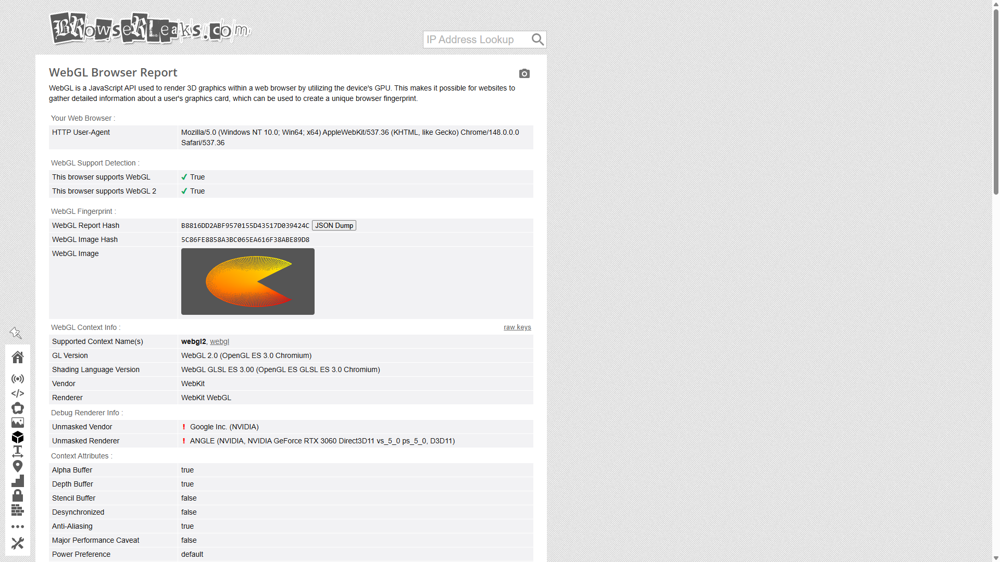 BRowseRLeaks.com
IP Address Lookup
WebGL Browser Report
WebGL is a JavaScript API used to render 3D graphics within a web browser by utilizing the device's GPU. This makes it possible for websites to
gather detailed information about a user's graphics card, which can be used to create a unique browser fingerprint.
Your Web Browser :
HTTP User-Agent Mozilla/5.0 (Windows NT 10.0; Win64; x64) AppleWebKit/537.36 (KHTML, like Gecko) Chrome/148.0.0.0
Safari/537.36
WebGL Support Detection :
This browser supports WebGL ✔ True
This browser supports WebGL 2 ✔ True
WebGL Fingerprint :
WebGL Report Hash B8816DD2ABF9570155D43517D039424C JSON Dump
WebGL Image Hash 5C86FE8858A3BC065EA616F38ABE89D8
WebGL Image
WebGL Context Info : raw keys
Supported Context Name(s) webgl2, webgl
GL Version WebGL 2.0 (OpenGL ES 3.0 Chromium)
Shading Language Version WebGL GLSL ES 3.00 (OpenGL ES GLSL ES 3.0 Chromium)
Vendor WebKit
Renderer WebKit WebGL
Debug Renderer Info :
Unmasked Vendor ! Google Inc. (NVIDIA)
Unmasked Renderer ! ANGLE (NVIDIA, NVIDIA GeForce RTX 3060 Direct3D11 vs_5_0 ps_5_0, D3D11)
Context Attributes :
Alpha Buffer true
Depth Buffer true
Stencil Buffer false
Desynchronized false
Anti-Aliasing true
Major Performance Caveat false
Power Preference default